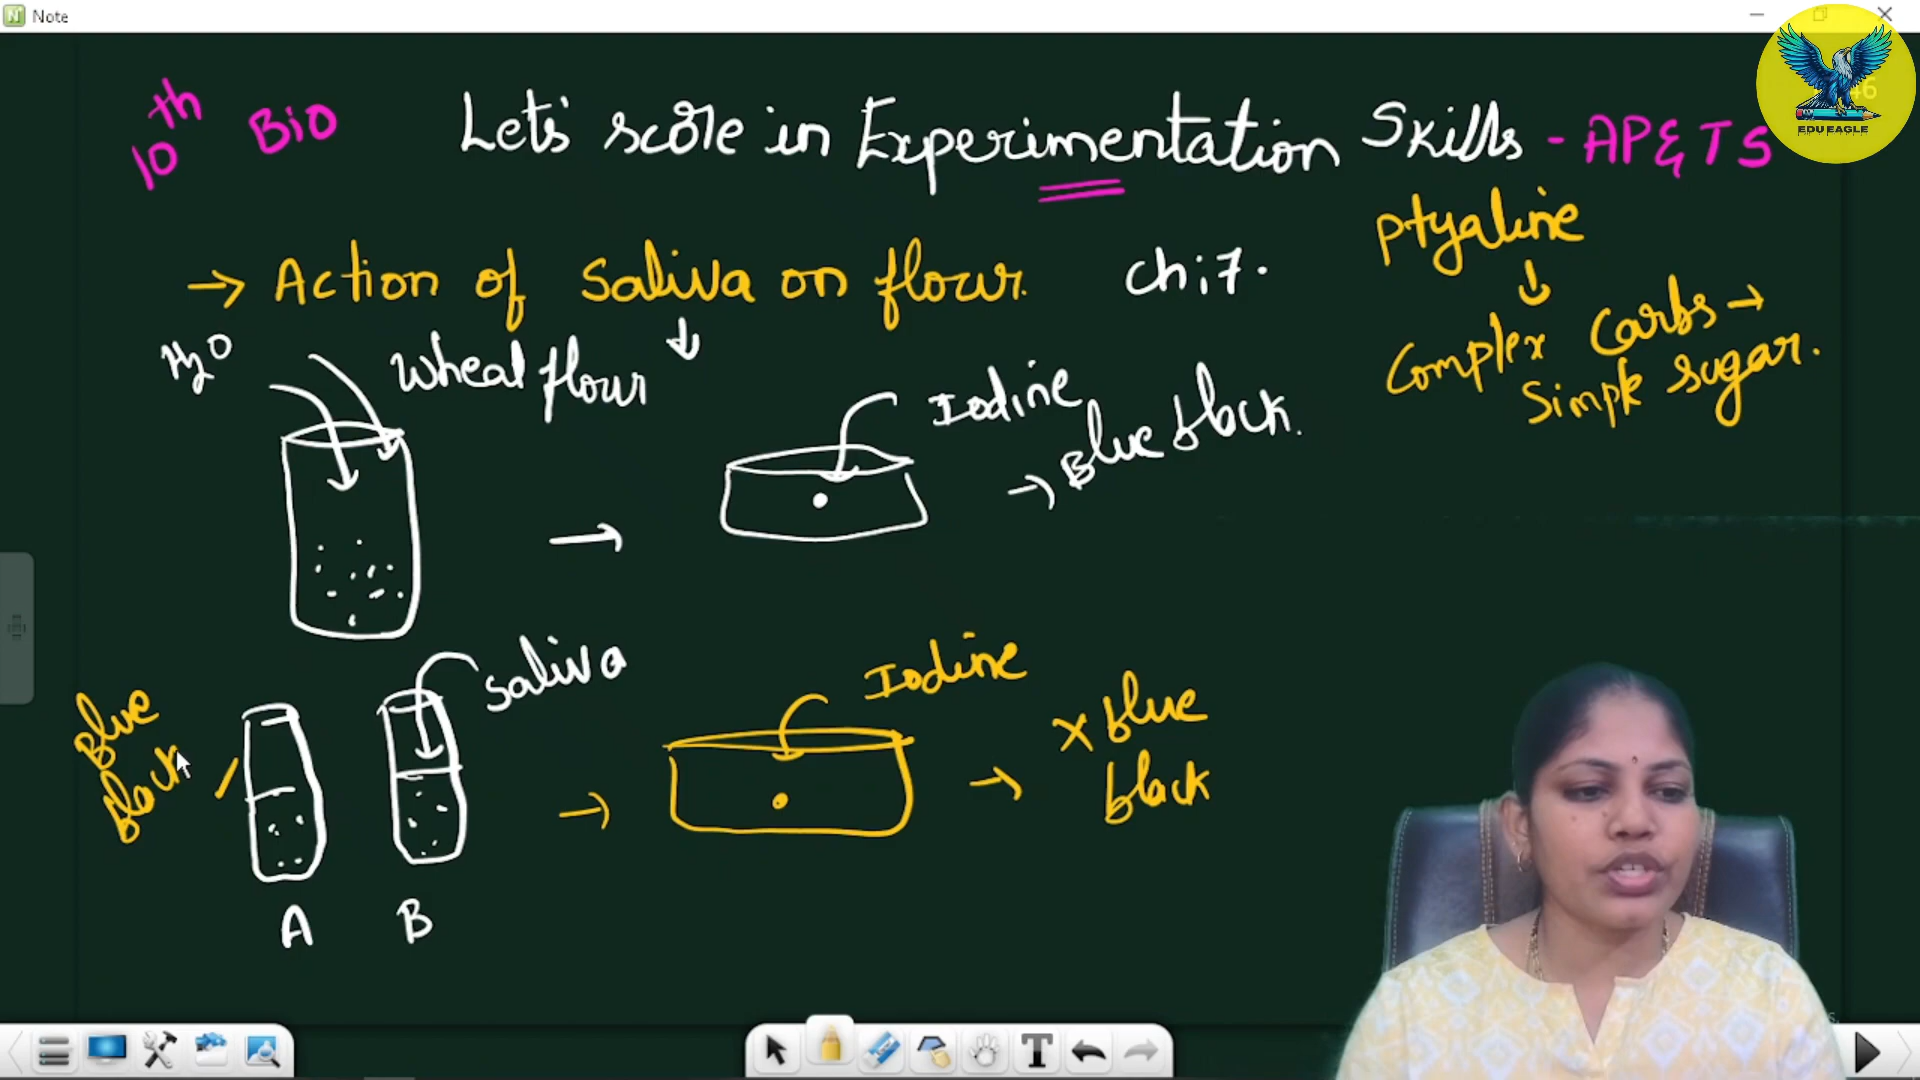 Note
10th Bio Let's score in Experimentation Skills - AP & TS
EDU EAGLE
Ptyaline
→ Action of Saliva on flour. Ch:7.
Complex Carbs →
Simple sugar.
H2O
Wheat flour
Iodine
→ Blue black.
Saliva
Iodine
Blue
black
x blue
black
A B
T